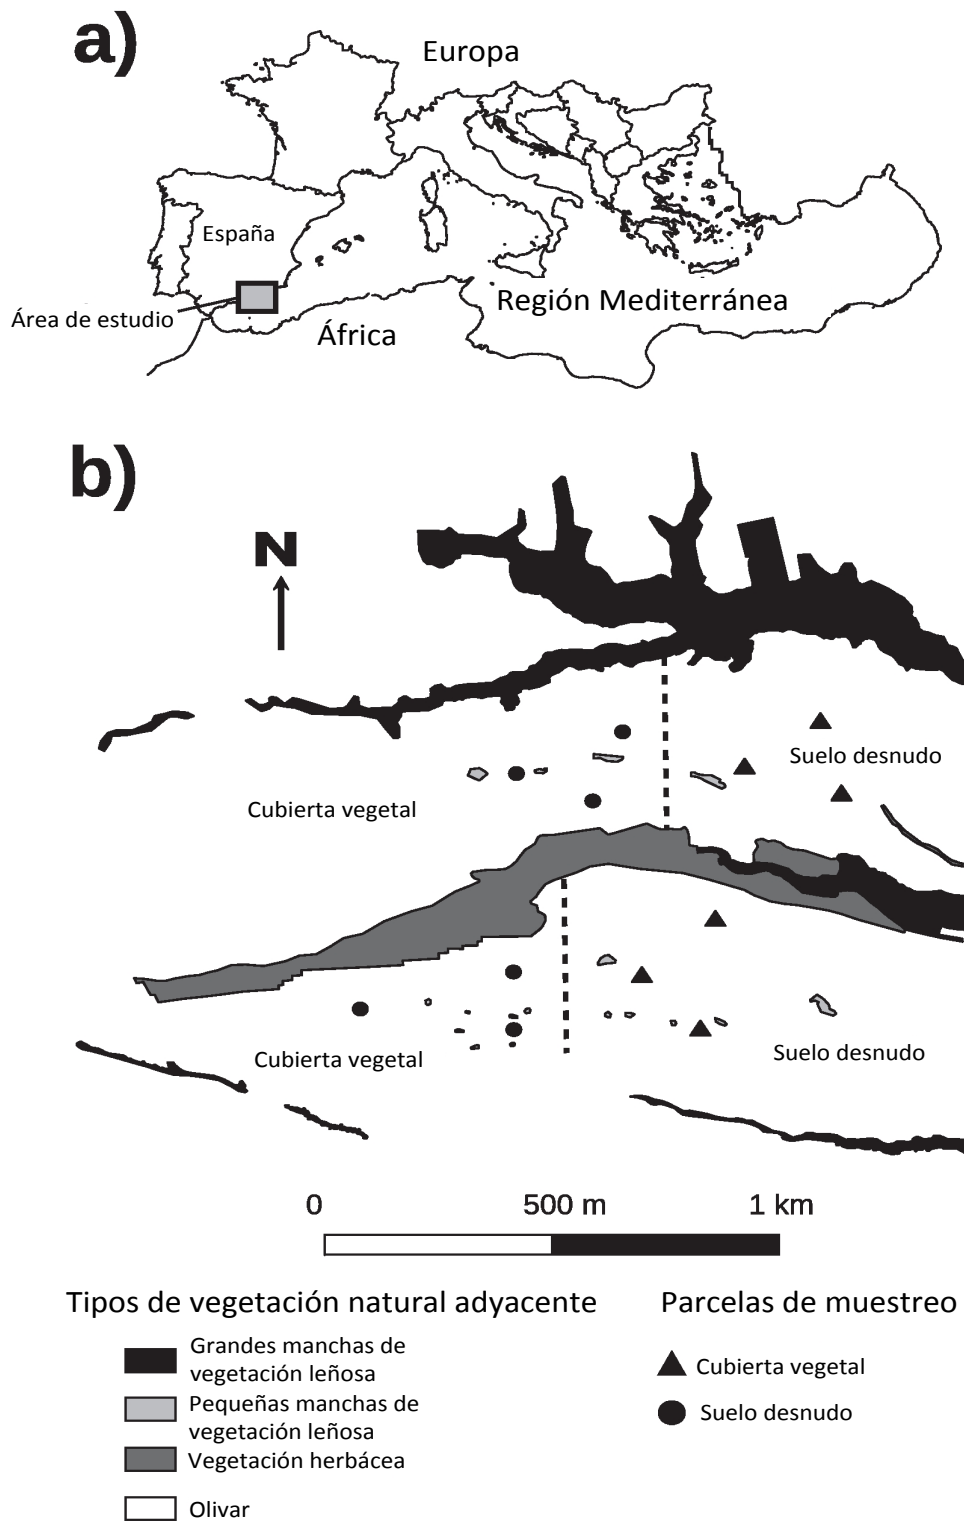 a)
Europa
España
Área de estudio
África
Región Mediterránea
b)
N
Suelo desnudo
Cubierta vegetal
Cubierta vegetal
Suelo desnudo
0 500 m 1 km
Tipos de vegetación natural adyacente
Grandes manchas de
vegetación leñosa
Pequeñas manchas de
vegetación leñosa
Vegetación herbácea
Olivar
Parcelas de muestreo
Cubierta vegetal
Suelo desnudo